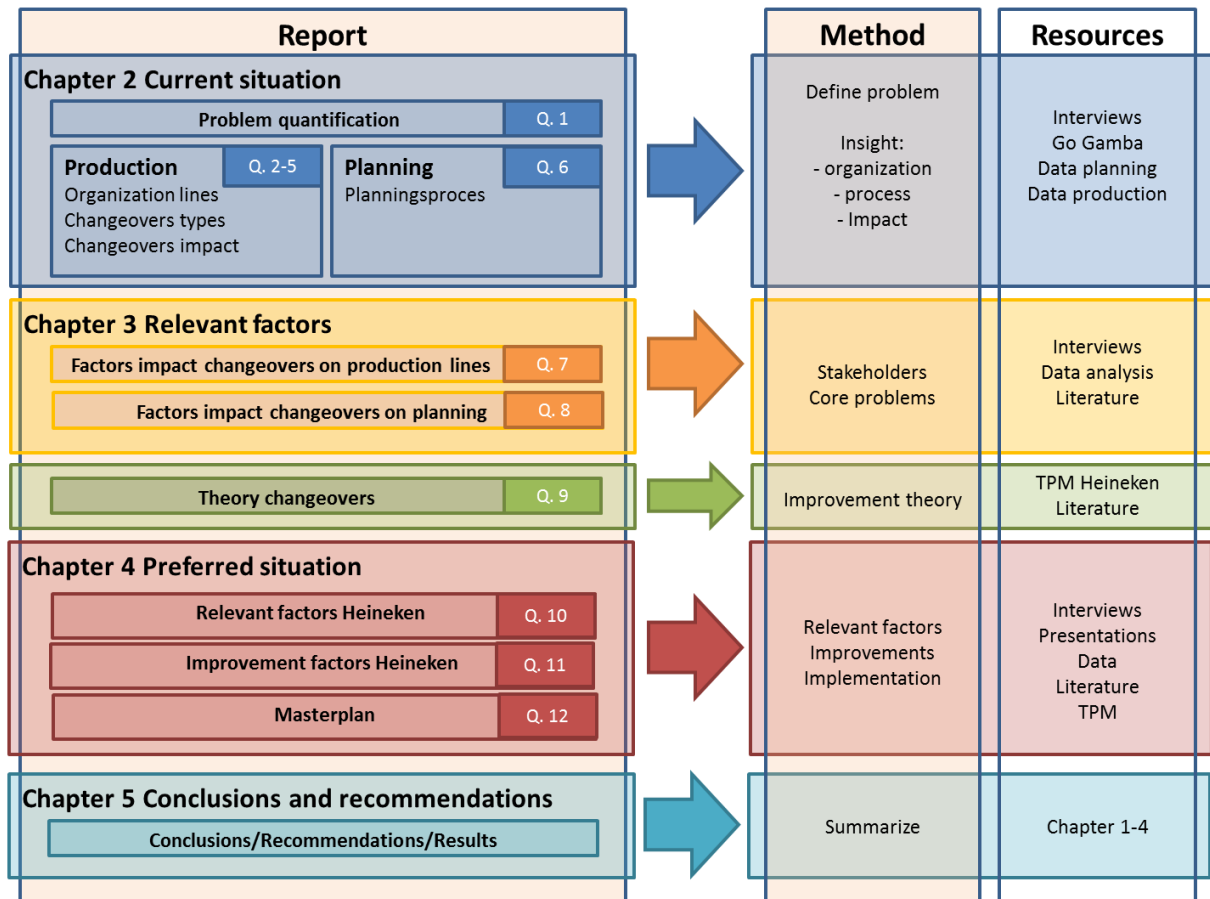 Report
Method
Resources
Chapter 2 Current situation
Problem quantification
Q. 1
Production
Q. 2-5
Organization lines
Changeovers types
Changeovers impact
Planning
Q. 6
Planningsproces
Define problem
Insight:
- organization
- process
- Impact
Interviews
Go Gamba
Data planning
Data production
Chapter 3 Relevant factors
Factors impact changeovers on production lines
Q. 7
Factors impact changeovers on planning
Q. 8
Stakeholders
Core problems
Interviews
Data analysis
Literature
Theory changeovers
Q. 9
Improvement theory
TPM Heineken
Literature
Chapter 4 Preferred situation
Relevant factors Heineken
Q. 10
Improvement factors Heineken
Q. 11
Masterplan
Q. 12
Relevant factors
Improvements
Implementation
Interviews
Presentations
Data
Literature
TPM
Chapter 5 Conclusions and recommendations
Conclusions/Recommendations/Results
Summarize
Chapter 1-4